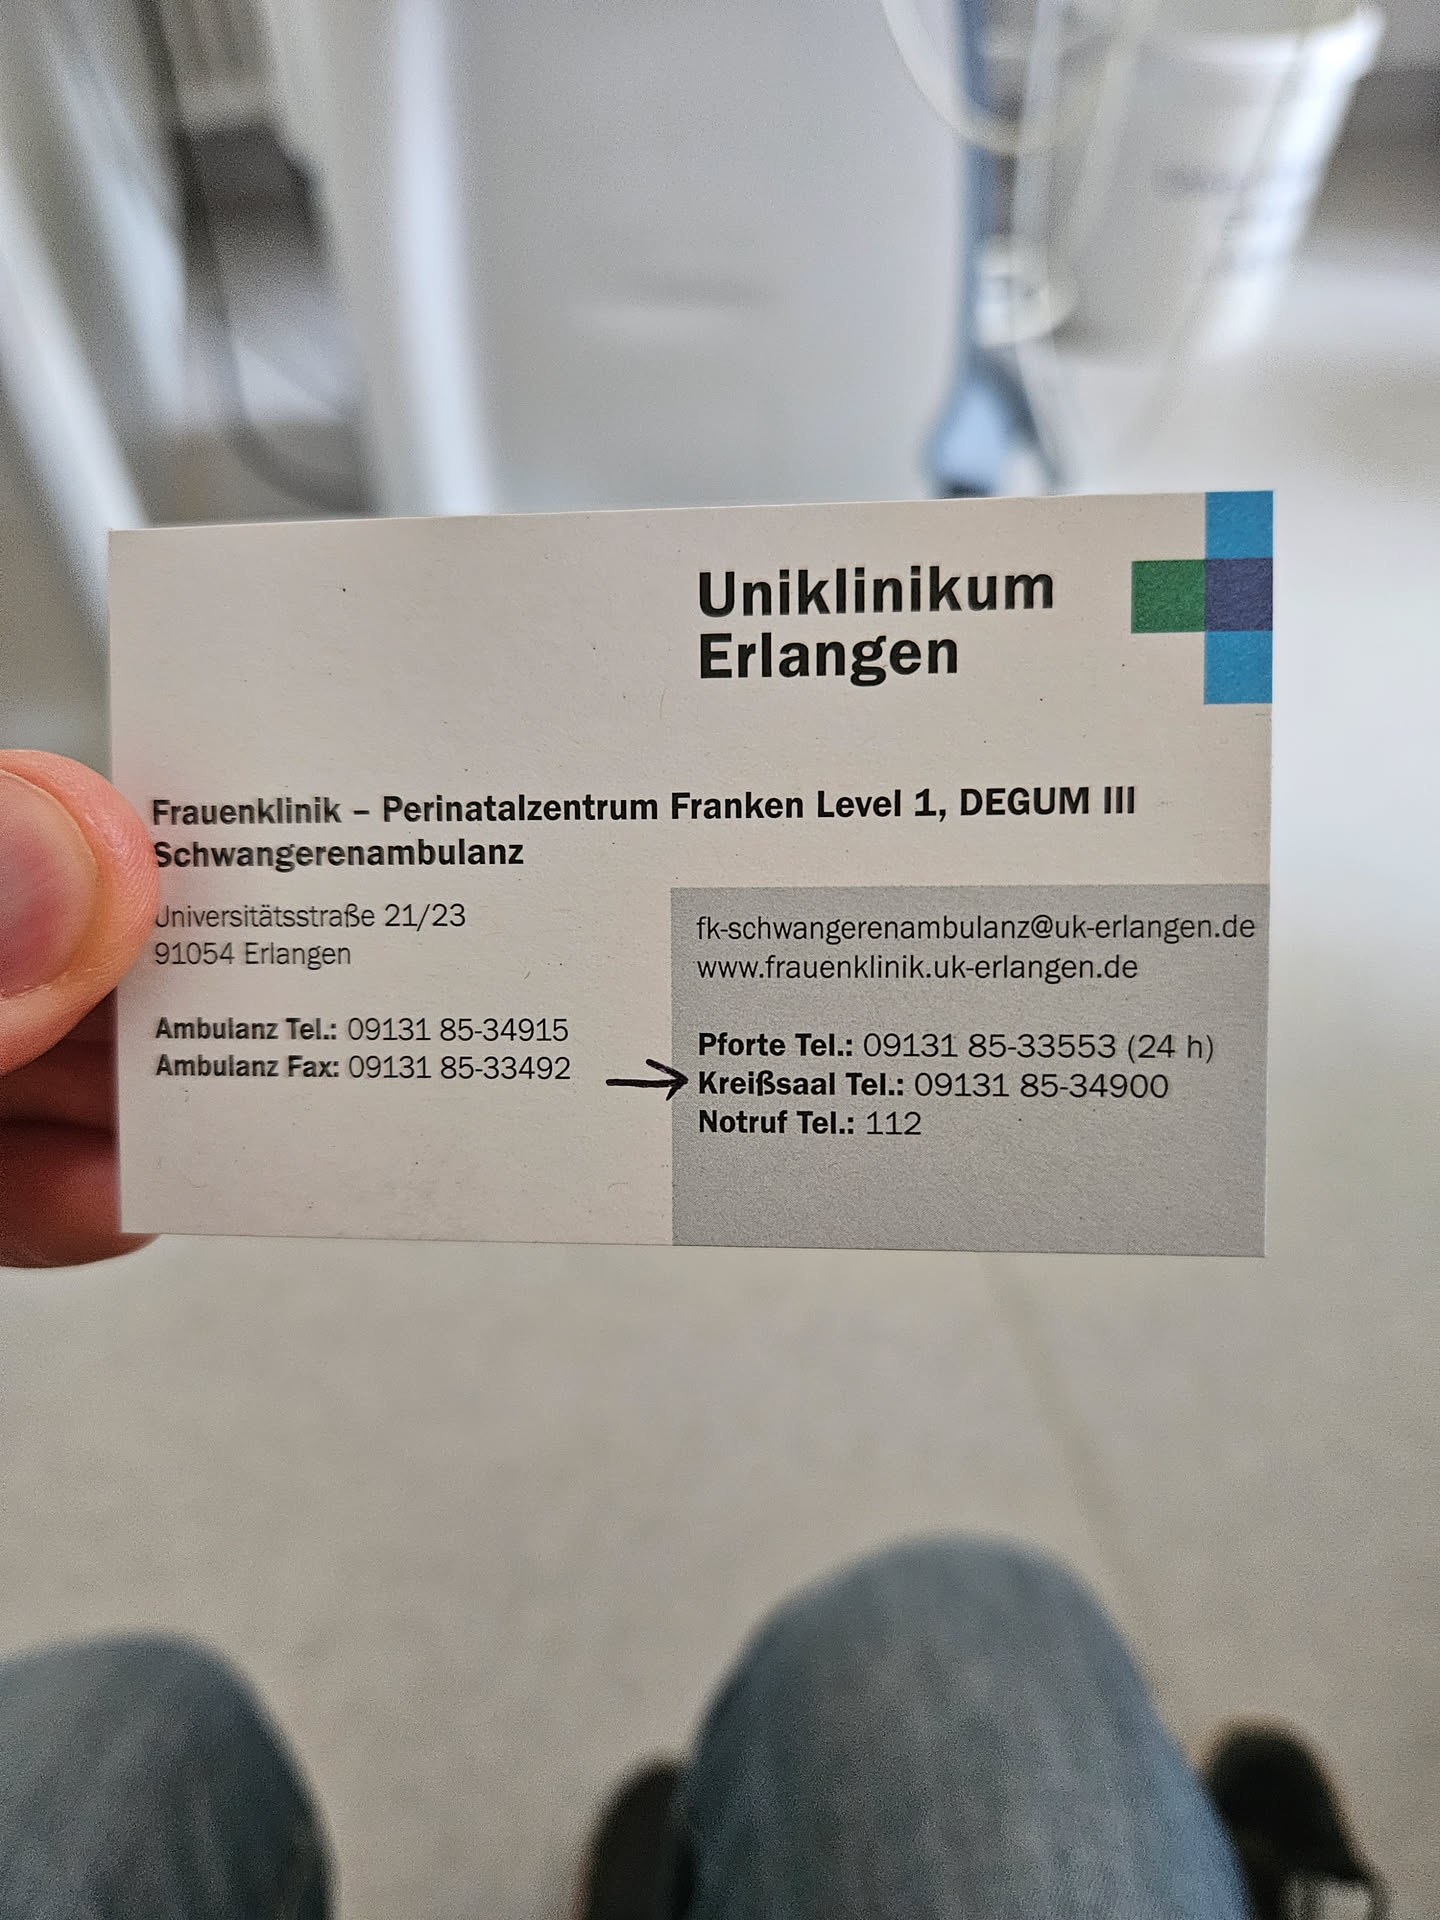 Uniklinikum
Erlangen
Frauenklinik – Perinatalzentrum Franken Level 1, DEGUM III
Schwangerenambulanz
Universitätsstraße 21/23
91054 Erlangen
Ambulanz Tel.: 09131 85-34915
Ambulanz Fax: 09131 85-33492
fk-schwangerenambulanz@uk-erlangen.de
www.frauenklinik.uk-erlangen.de
Pforte Tel.: 09131 85-33553 (24 h)
Kreißsaal Tel.: 09131 85-34900
Notruf Tel.: 112